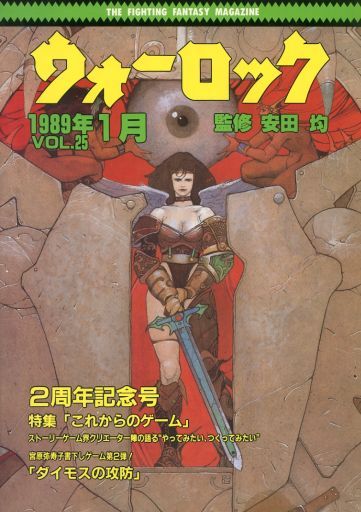 THE FIGHTING FANTASY MAGAZINE
ウォーロック
1989年1月
VOL.25
監修 安田 均
2周年記念号
特集「これからのゲーム」
ストーリーゲーム界クリエーター陣の語る"やってみたい、つくってみたい"
宮原弥寿子書下しゲーム第2弾!
「ダイモスの攻防」